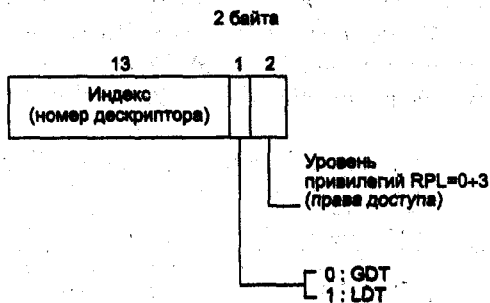 2 байта
13 1 2
Индекс
(номер дескриптора)
Уровень
привилегий RPL=0÷3
(права доступа)
0 : GDT
1 : LDT